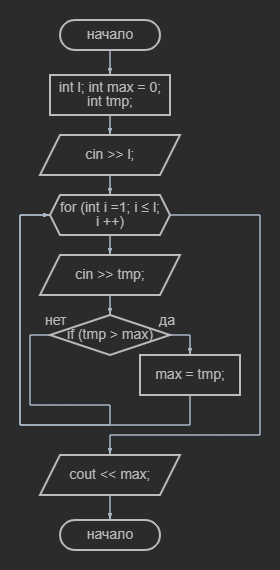 начало
int l; int max = 0;
int tmp;
cin >> l;
for (int i =1; i ≤ l;
i ++)
cin >> tmp;
нет
да
if (tmp > max)
max = tmp;
cout << max;
начало